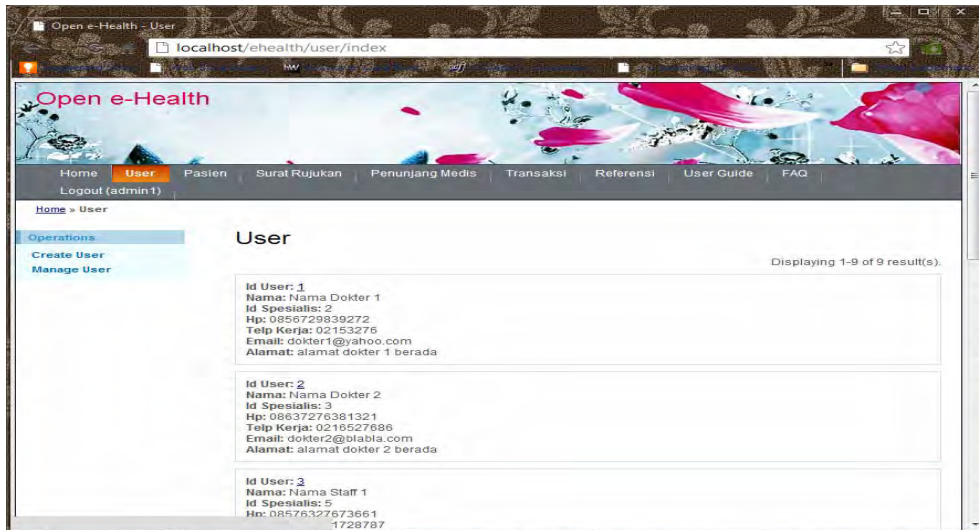 Open e-Health - User
localhost/ehealth/user/index
Open e-Health
Home User Pasien Surat Rujukan Penunjang Medis Transaksi Referensi User Guide FAQ
Logout (admin1)
Home » User
Operations
Create User
Manage User
User
Displaying 1-9 of 9 result(s).
Id User: 1
Nama: Nama Dokter 1
Id Spesialis: 2
Hp: 0856729839272
Telp Kerja: 02153276
Email: dokter1@yahoo.com
Alamat: alamat dokter 1 berada
Id User: 2
Nama: Nama Dokter 2
Id Spesialis: 3
Hp: 08637276381321
Telp Kerja: 0216527686
Email: dokter2@blabla.com
Alamat: alamat dokter 2 berada
Id User: 3
Nama: Nama Staff 1
Id Spesialis: 5
Hp: 08576327673661
1728787